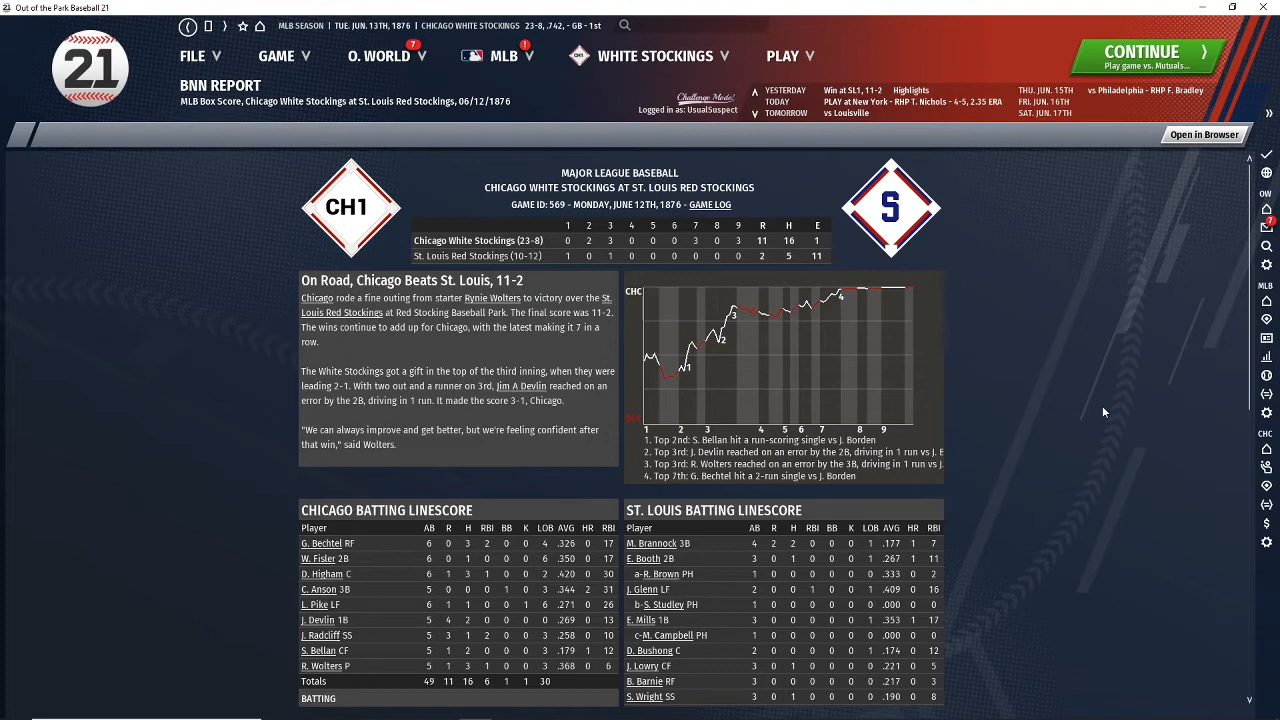 Out of the Park Baseball 21
MLB SEASON | TUE. JUN. 13TH, 1876 | CHICAGO WHITE STOCKINGS 23-8, .742, - GB - 1st
21
FILE GAME O. WORLD 7 MLB ! CH1 WHITE STOCKINGS PLAY
CONTINUE
Play game vs. Mutuals...
BNN REPORT
MLB Box Score, Chicago White Stockings at St. Louis Red Stockings, 06/12/1876
Challenge Mode!
Logged in as: UsualSuspect
YESTERDAY Win at SL1, 11-2 Highlights THU. JUN. 15TH vs Philadelphia - RHP F. Bradley
TODAY PLAY at New York - RHP T. Nichols - 4-5, 2.35 ERA FRI. JUN. 16TH
TOMORROW vs Louisville SAT. JUN. 17TH
Open in Browser
CH1
MAJOR LEAGUE BASEBALL
CHICAGO WHITE STOCKINGS AT ST. LOUIS RED STOCKINGS
GAME ID: 569 - MONDAY, JUNE 12TH, 1876 - GAME LOG
S
1 2 3 4 5 6 7 8 9 R H E
Chicago White Stockings (23-8) 0 2 3 0 0 0 3 0 3 11 16 1
St. Louis Red Stockings (10-12) 1 0 1 0 0 0 0 0 0 2 5 11
On Road, Chicago Beats St. Louis, 11-2
Chicago rode a fine outing from starter Rynie Wolters to victory over the St.
Louis Red Stockings at Red Stocking Baseball Park. The final score was 11-2.
The wins continue to add up for Chicago, with the latest making it 7 in a
row.
The White Stockings got a gift in the top of the third inning, when they were
leading 2-1. With two out and a runner on 3rd, Jim A Devlin reached on an
error by the 2B, driving in 1 run. It made the score 3-1, Chicago.
"We can always improve and get better, but we're feeling confident after
that win," said Wolters.
CHC
1
2
3
4
1 2 3 4 5 6 7 8 9
1. Top 2nd: S. Bellan hit a run-scoring single vs J. Borden
2. Top 3rd: J. Devlin reached on an error by the 2B, driving in 1 run vs J. B
3. Top 3rd: R. Wolters reached on an error by the 3B, driving in 1 run vs J.
4. Top 7th: G. Bechtel hit a 2-run single vs J. Borden
CHICAGO BATTING LINESCORE
Player AB R H RBI BB K LOB AVG HR RBI
G. Bechtel RF 6 0 3 2 0 0 4 .326 0 17
W. Fisler 2B 6 0 1 0 0 0 6 .350 0 17
D. Higham C 6 1 3 1 0 0 2 .420 0 30
C. Anson 3B 5 0 0 0 1 0 3 .344 2 31
L. Pike LF 6 1 1 0 0 1 6 .271 0 26
J. Devlin 1B 5 4 2 0 0 0 0 .269 0 13
J. Radcliff SS 5 3 1 2 0 0 3 .258 0 10
S. Bellan CF 5 1 2 0 0 0 3 .179 1 12
R. Wolters P 5 1 3 1 0 0 3 .368 0 6
Totals 49 11 16 6 1 1 30
BATTING
ST. LOUIS BATTING LINESCORE
Player AB R H RBI BB K LOB AVG HR RBI
M. Brannock 3B 4 2 2 0 0 0 1 .177 1 7
E. Booth 2B 3 0 1 0 0 0 1 .267 1 11
a-R. Brown PH 1 0 0 0 0 0 0 .333 0 2
J. Glenn LF 2 0 0 1 0 0 1 .409 0 16
b-S. Studley PH 1 0 0 0 0 0 0 .000 0 0
E. Mills 1B 3 0 0 0 0 0 1 .353 1 17
c-M. Campbell PH 1 0 0 0 0 0 0 .000 0 0
D. Bushong C 2 0 0 0 0 0 1 .174 0 12
J. Lowry CF 3 0 1 0 0 0 0 .221 0 5
B. Barnie RF 3 0 0 0 0 0 0 .217 0 3
S. Wright SS 3 0 1 0 0 0 0 .190 0 8
OW
7
MLB
CHC